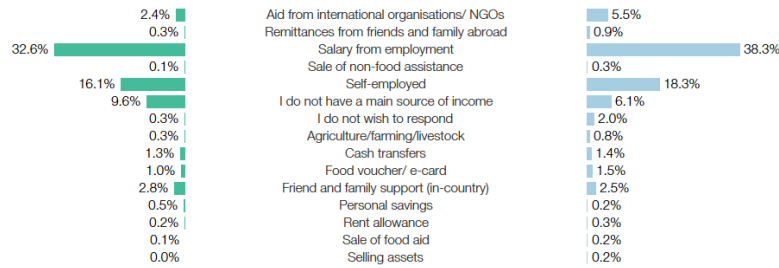 2.4% Aid from international organisations/ NGOs 5.5%
0.3% Remittances from friends and family abroad 0.9%
32.6% Salary from employment 38.3%
0.1% Sale of non-food assistance 0.3%
16.1% Self-employed 18.3%
9.6% I do not have a main source of income 6.1%
0.3% I do not wish to respond 2.0%
0.3% Agriculture/farming/livestock 0.8%
1.3% Cash transfers 1.4%
1.0% Food voucher/ e-card 1.5%
2.8% Friend and family support (in-country) 2.5%
0.5% Personal savings 0.2%
0.2% Rent allowance 0.3%
0.1% Sale of food aid 0.2%
0.0% Selling assets 0.2%